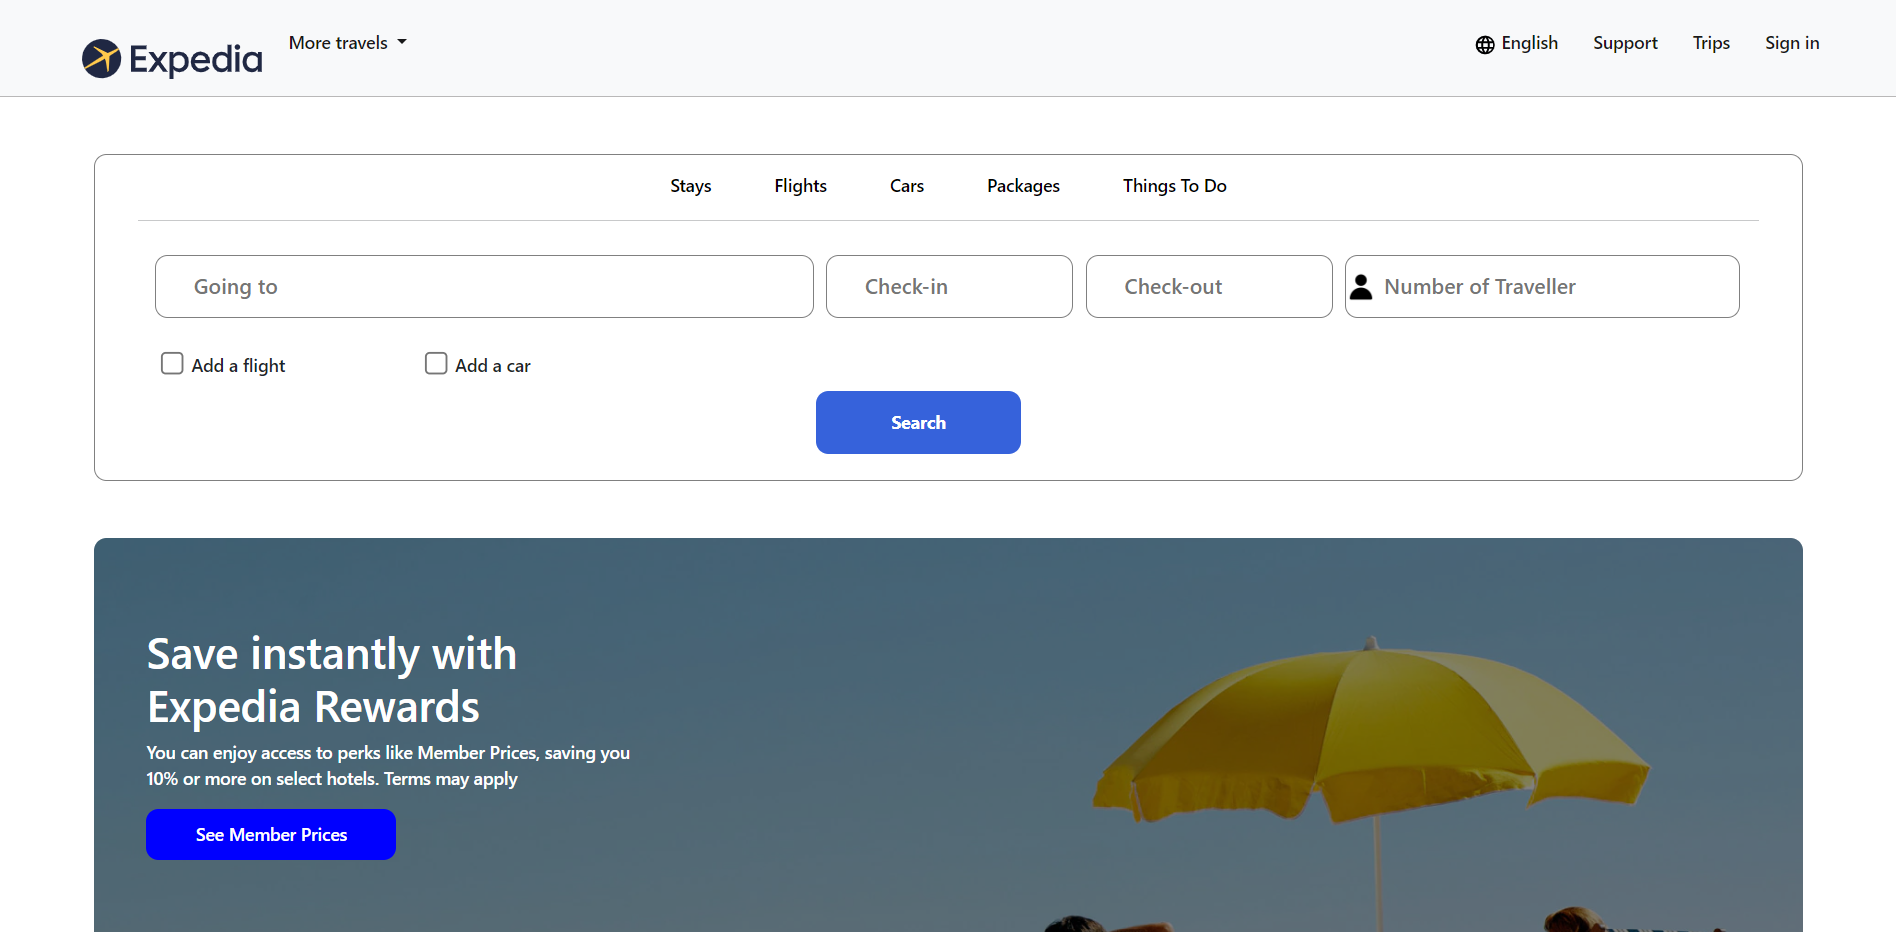 Expedia
More travels
English
Support
Trips
Sign in
Stays
Flights
Cars
Packages
Things To Do
Going to
Check-in
Check-out
Number of Traveller
Add a flight
Add a car
Search
Save instantly with
Expedia Rewards
You can enjoy access to perks like Member Prices, saving you
10% or more on select hotels. Terms may apply
See Member Prices